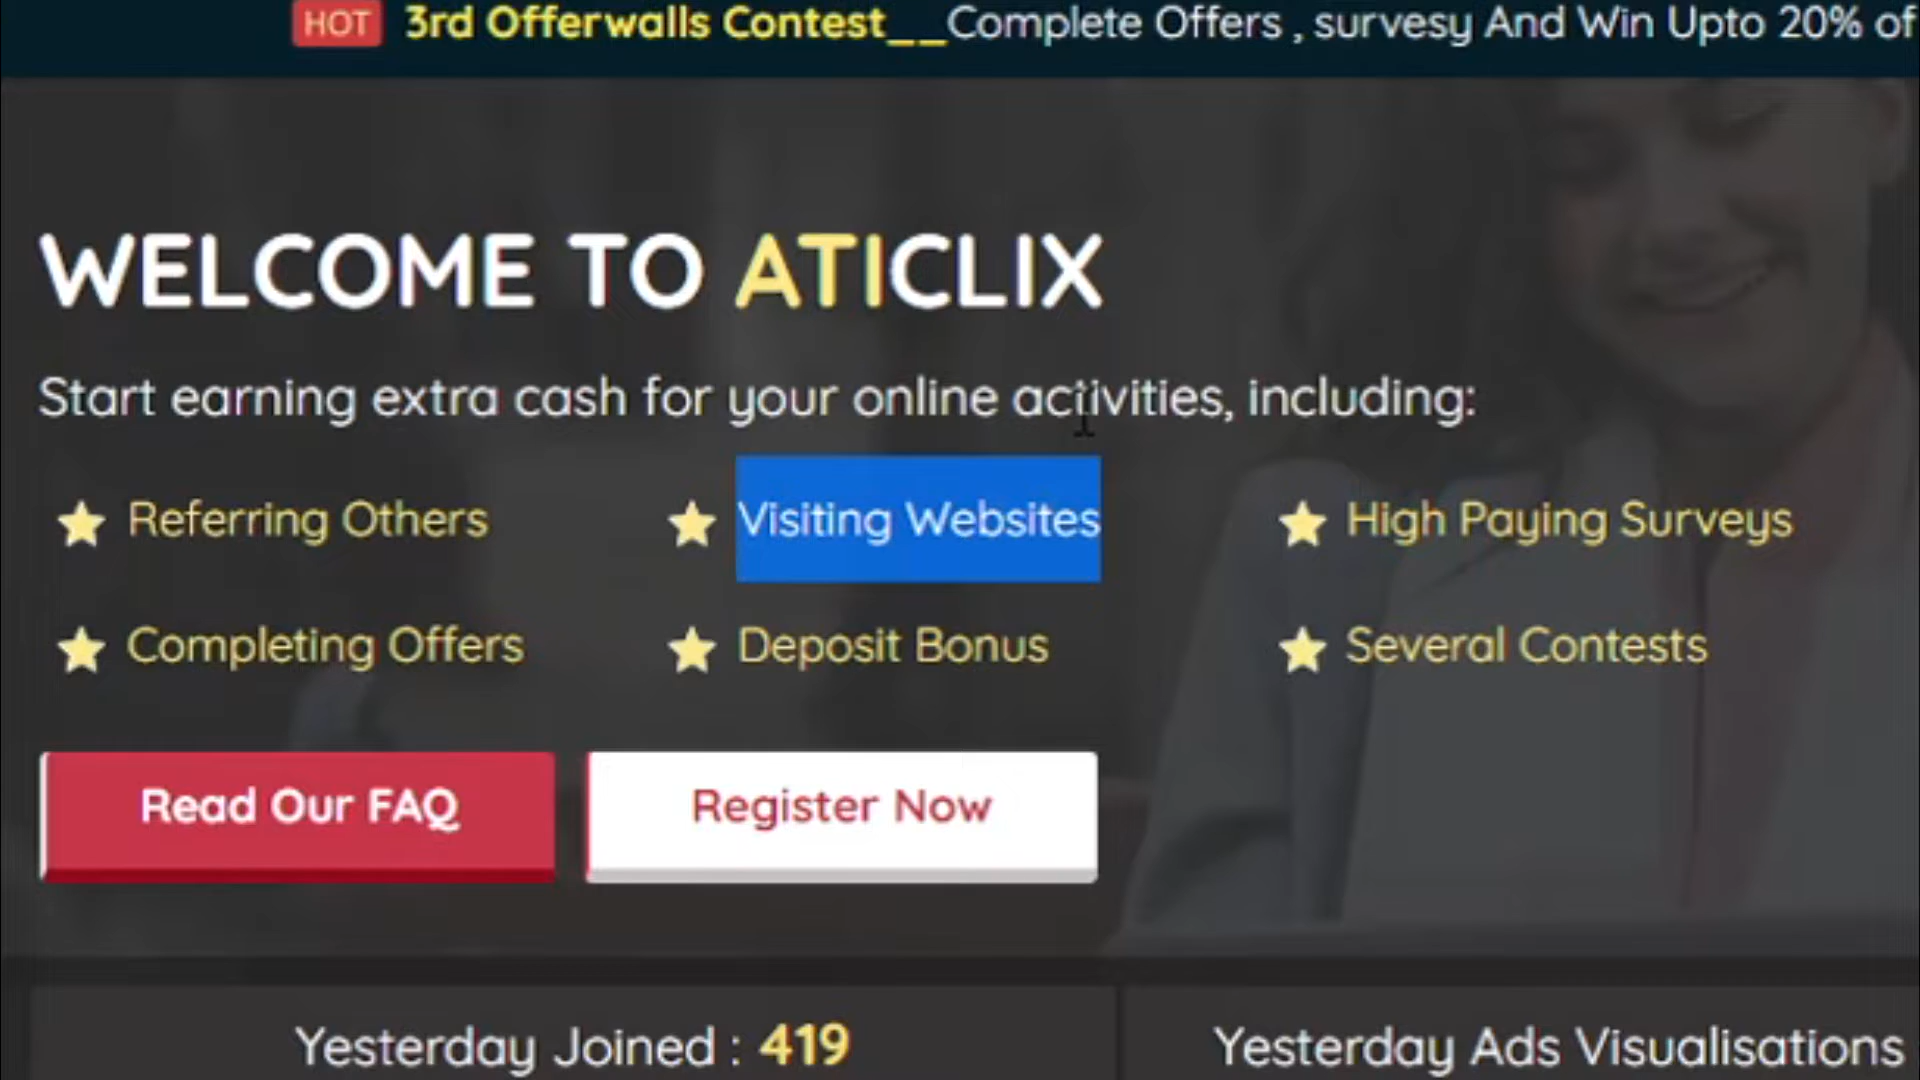 HOT 3rd Offerwalls Contest__Complete Offers , survesy And Win Upto 20% of
WELCOME TO ATICLIX
Start earning extra cash for your online activities, including:
Referring Others Visiting Websites High Paying Surveys
Completing Offers Deposit Bonus Several Contests
Read Our FAQ Register Now
Yesterday Joined : 419 Yesterday Ads Visualisations